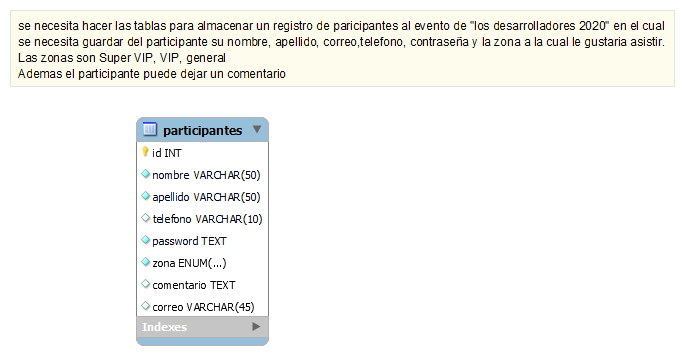 se necesita hacer las tablas para almacenar un registro de paricipantes al evento de "los desarrolladores 2020" en el cual
se necesita guardar del participante su nombre, apellido, correo,telefono, contraseña y la zona a la cual le gustaria asistir.
Las zonas son Super VIP, VIP, general
Ademas el participante puede dejar un comentario
participantes
id INT
nombre VARCHAR(50)
apellido VARCHAR(50)
telefono VARCHAR(10)
password TEXT
zona ENUM(...)
comentario TEXT
correo VARCHAR(45)
Indexes